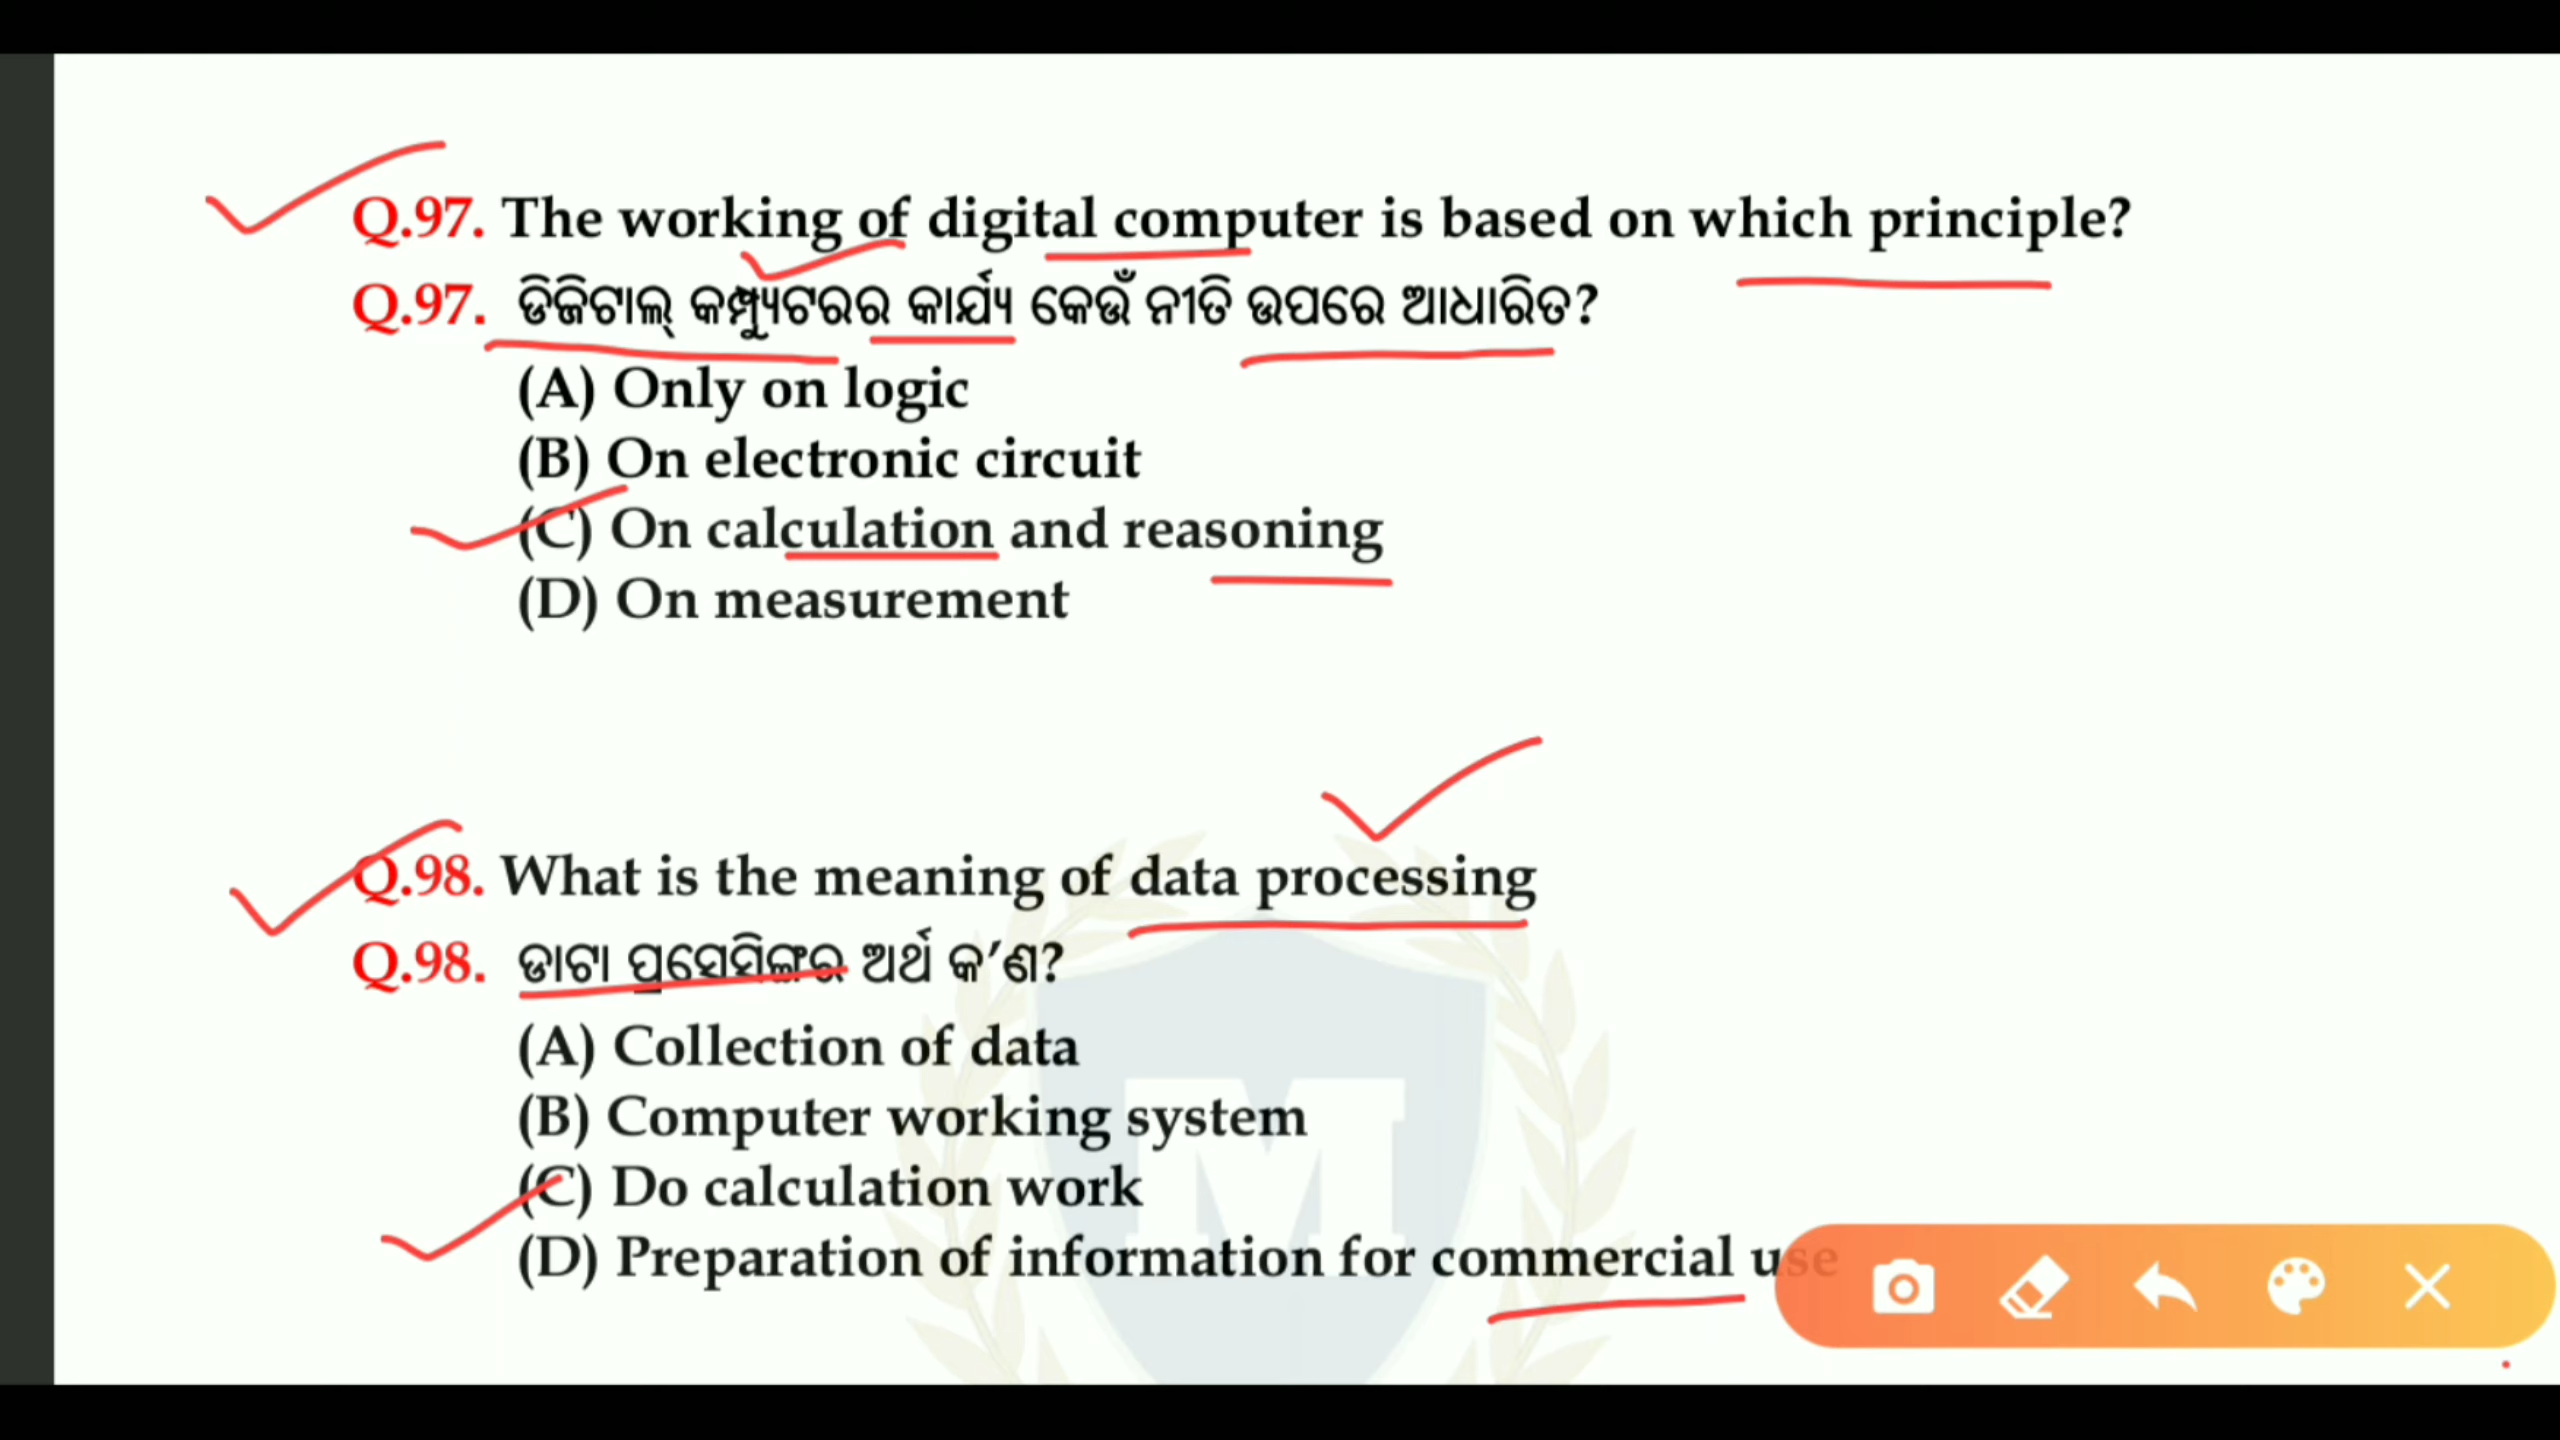 Q.97. The working of digital computer is based on which principle?
Q.97. ଡିଜିଟାଲ୍ କମ୍ପ୍ୟୁଟରର କାର୍ଯ୍ୟ କେଉଁ ନୀତି ଉପରେ ଆଧାରିତ?
(A) Only on logic
(B) On electronic circuit
(C) On calculation and reasoning
(D) On measurement
Q.98. What is the meaning of data processing
Q.98. ଡାଟା ପ୍ରସେସିଙ୍ଗର ଅର୍ଥ କ'ଣ?
(A) Collection of data
(B) Computer working system
(C) Do calculation work
(D) Preparation of information for commercial use
M